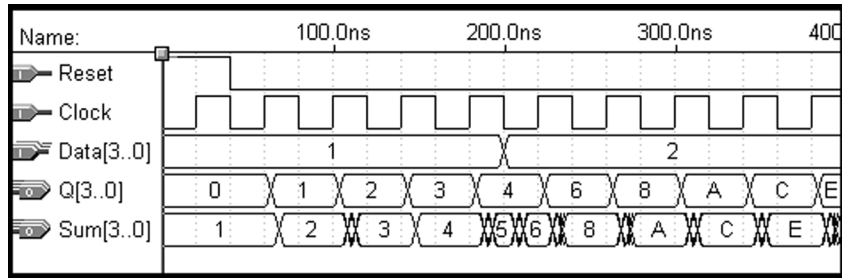 Name: 100.0ns 200.0ns 300.0ns 400
Reset
Clock
Data[3..0] 1 2
Q[3..0] 0 1 2 3 4 6 8 A C E
Sum[3..0] 1 2 3 4 5 6 8 A C E